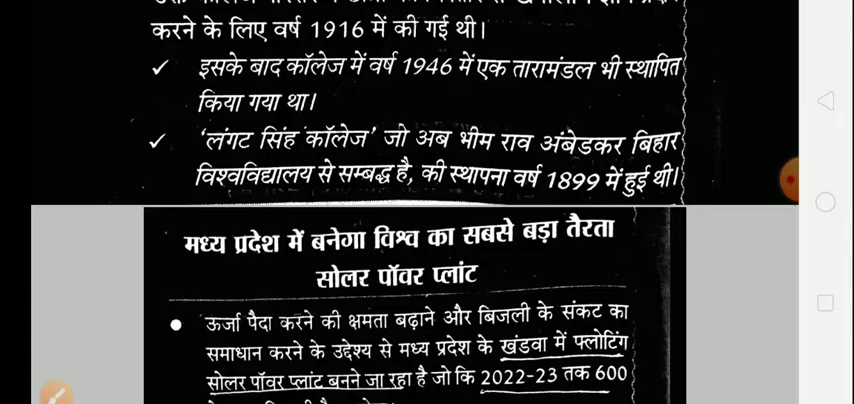 करने के लिए वर्ष 1916 में की गई थी।
✓ इसके बाद कॉलेज में वर्ष 1946 में एक तारामंडल भी स्थापित
किया गया था।
✓ 'लंगट सिंह कॉलेज' जो अब भीम राव अंबेडकर बिहार
विश्वविद्यालय से सम्बद्ध है, की स्थापना वर्ष 1899 में हुई थी।
मध्य प्रदेश में बनेगा विश्व का सबसे बड़ा तैरता
सोलर पॉवर प्लांट
• ऊर्जा पैदा करने की क्षमता बढ़ाने और बिजली के संकट का
समाधान करने के उद्देश्य से मध्य प्रदेश के खंडवा में फ्लोटिंग
सोलर पॉवर प्लांट बनने जा रहा है जो कि 2022-23 तक 600